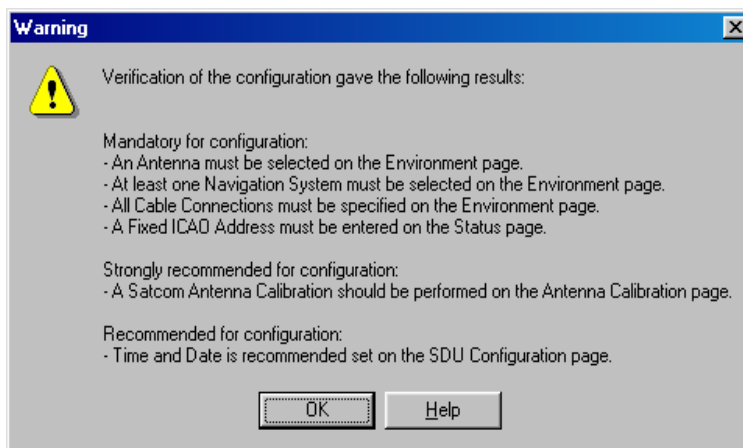 Warning
Verification of the configuration gave the following results:
Mandatory for configuration:
- An Antenna must be selected on the Environment page.
- At least one Navigation System must be selected on the Environment page.
- All Cable Connections must be specified on the Environment page.
- A Fixed ICAO Address must be entered on the Status page.
Strongly recommended for configuration:
- A Satcom Antenna Calibration should be performed on the Antenna Calibration page.
Recommended for configuration:
- Time and Date is recommended set on the SDU Configuration page.
OK Help